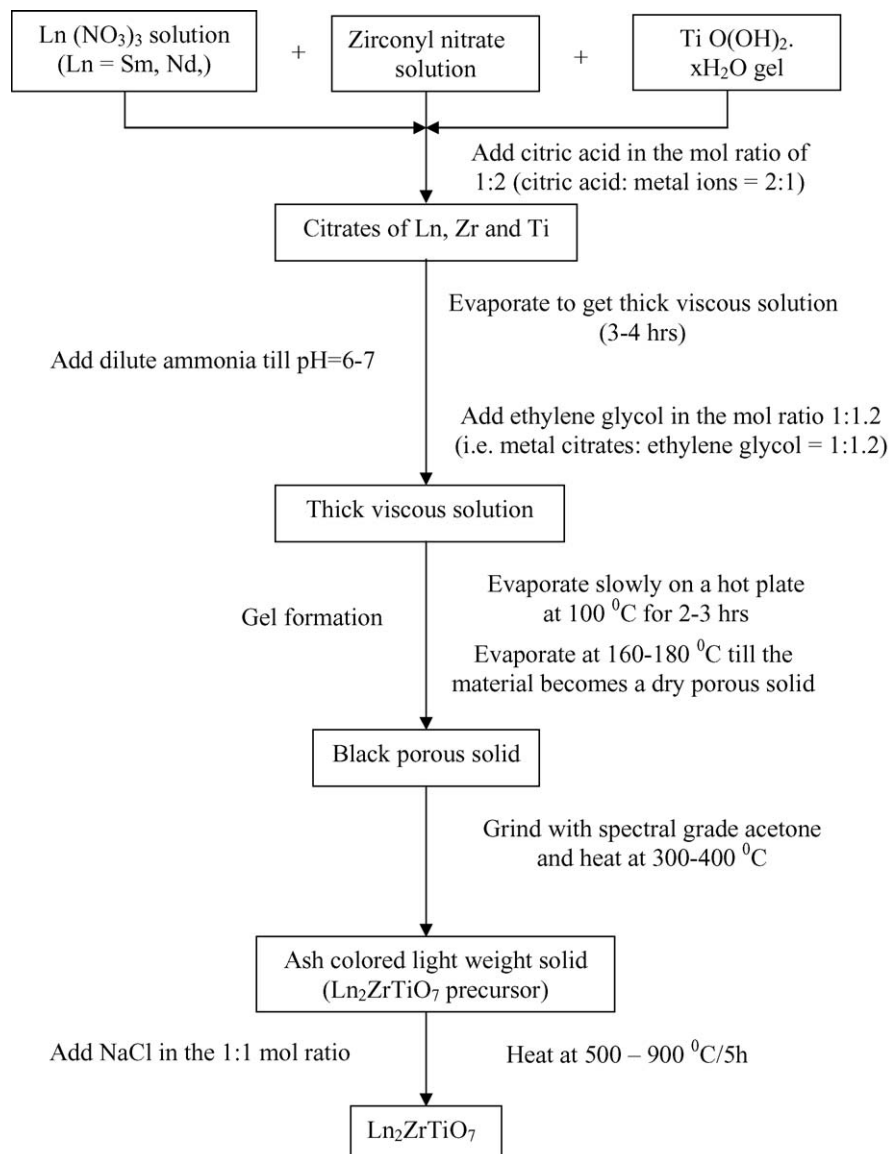 Ln (NO₃)₃ solution
(Ln = Sm, Nd,)
+
Zirconyl nitrate
solution
+
Ti O(OH)₂.
xH₂O gel
Add citric acid in the mol ratio of
1:2 (citric acid: metal ions = 2:1)
Citrates of Ln, Zr and Ti
Evaporate to get thick viscous solution
(3-4 hrs)
Add dilute ammonia till pH=6-7
Add ethylene glycol in the mol ratio 1:1.2
(i.e. metal citrates: ethylene glycol = 1:1.2)
Thick viscous solution
Evaporate slowly on a hot plate
at 100 ⁰C for 2-3 hrs
Gel formation
Evaporate at 160-180 ⁰C till the
material becomes a dry porous solid
Black porous solid
Grind with spectral grade acetone
and heat at 300-400 ⁰C
Ash colored light weight solid
(Ln₂ZrTiO₇ precursor)
Add NaCl in the 1:1 mol ratio
Heat at 500 – 900 ⁰C/5h
Ln₂ZrTiO₇